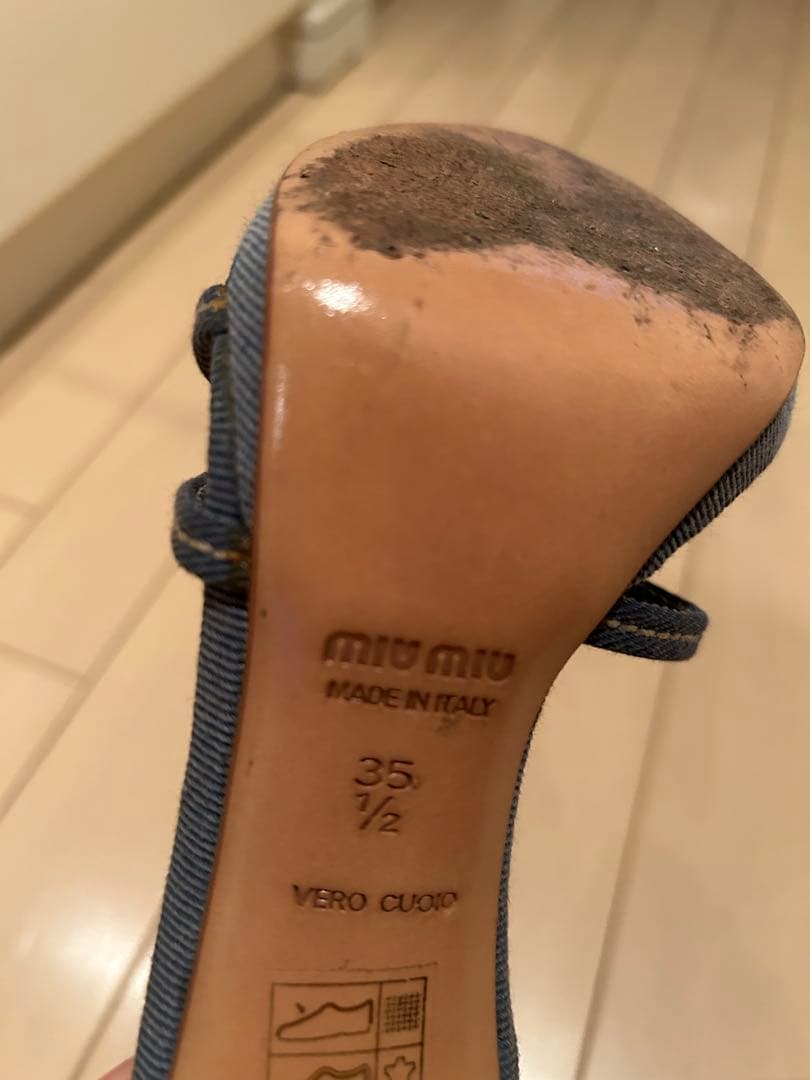 miu miu
MADE IN ITALY
35
1/2
VERO CUOIO